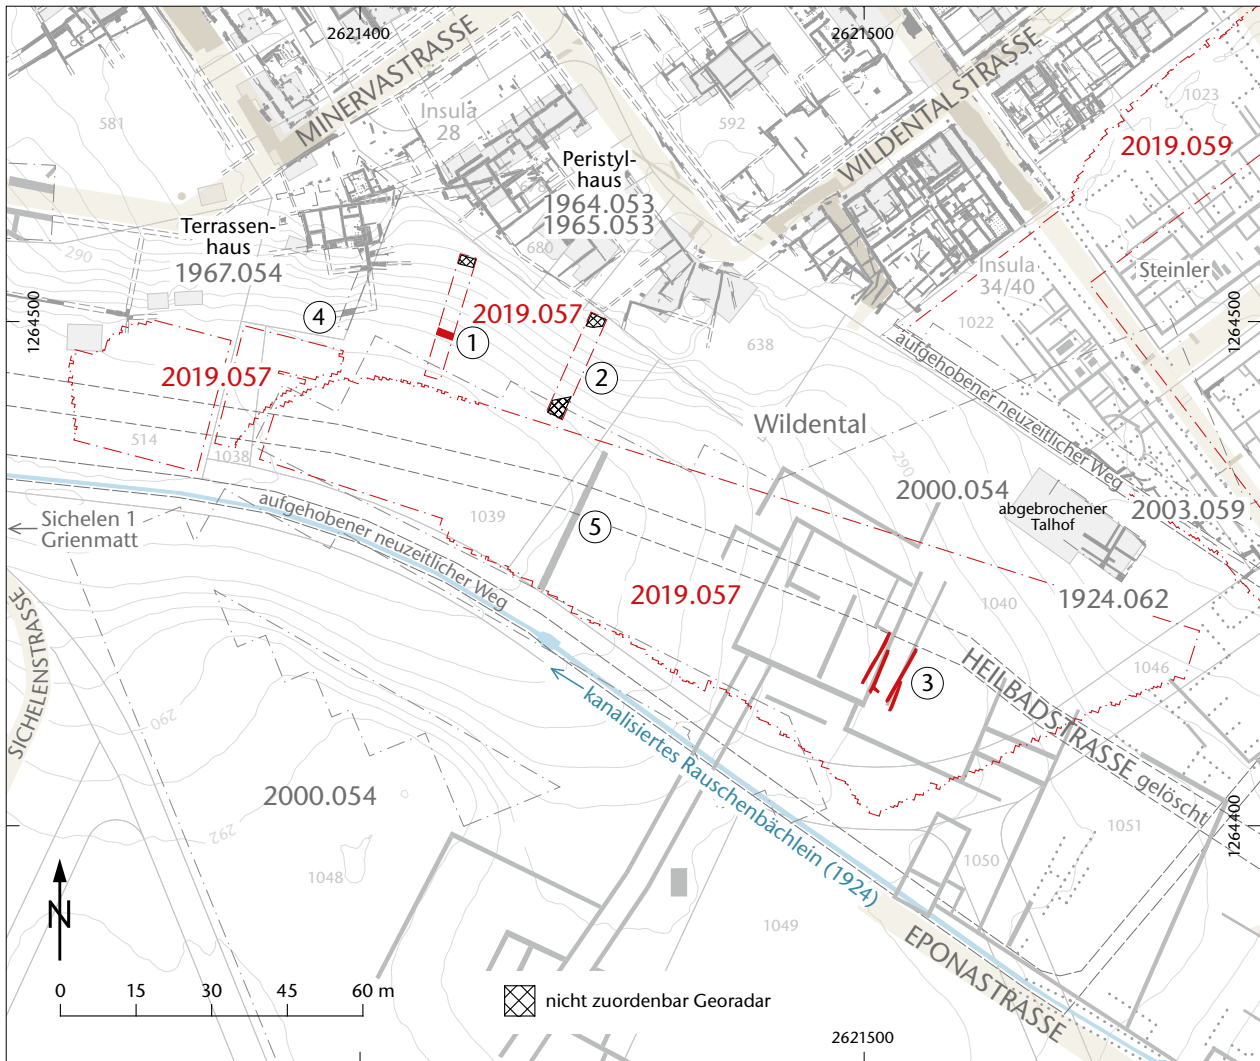 2621400
2621500
MINERVASTRASSE
WILDENTALSTRASSE
581
Insula
28
592
1023
2019.059
Peristyl-
haus
1964.053
1965.053
678
680
Terrassen-
haus
1967.054
290
Insula
34/40
Steinler
1264500
1264500
4
2019.057
1
638
1022
aufgehobener neuzeitlicher Weg
2019.057
2
514
1038
Wildental
290
2000.054
abgebrochener
Talhof
2003.059
Sichelen 1
Grienmatt
aufgehobener neuzeitlicher Weg
1039
5
2019.057
1040
1924.062
SICHELENSTRASSE
3
HEILBADSTRASSE gelöscht
1046
290
kanalisiertes Rauschenbächlein (1924)
2000.054
292
1264400
1051
1050
1048
1049
EPONASTRASSE
N
0 15 30 45 60 m
nicht zuordenbar Georadar
2621500